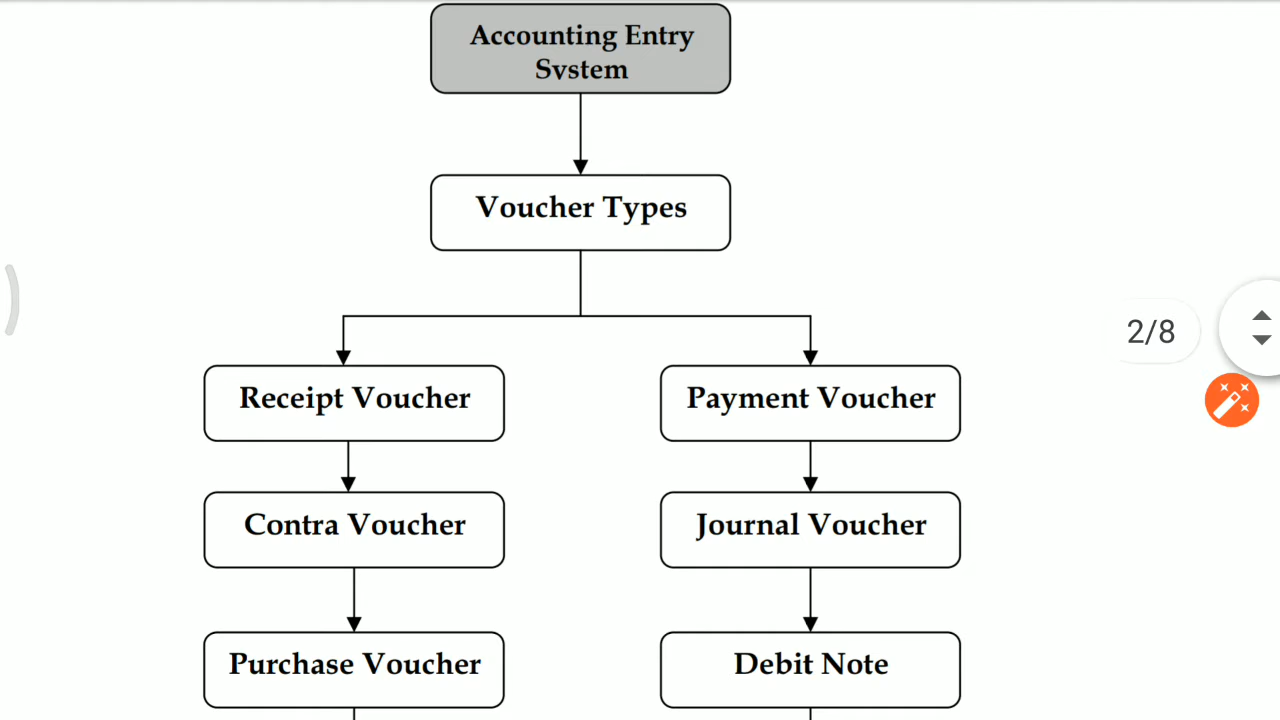 Accounting Entry
System
Voucher Types
Receipt Voucher
Payment Voucher
Contra Voucher
Journal Voucher
Purchase Voucher
Debit Note
2/8